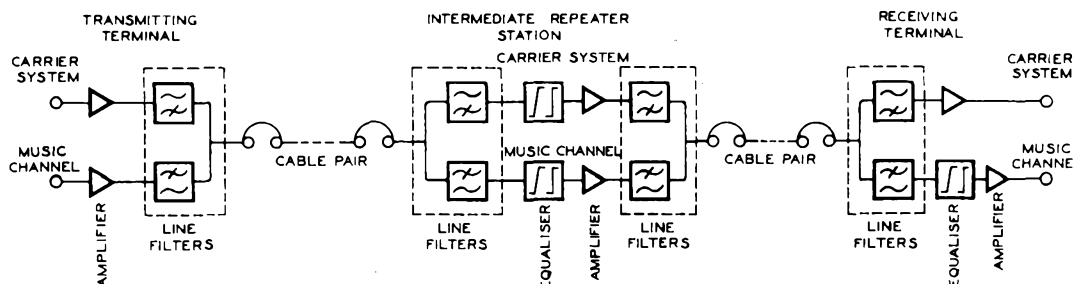 TRANSMITTING
TERMINAL
CARRIER
SYSTEM
MUSIC
CHANNEL
AMPLIFIER
LINE
FILTERS
CABLE PAIR
INTERMEDIATE REPEATER
STATION
CARRIER SYSTEM
MUSIC CHANNEL
LINE
FILTERS
EQUALISER
AMPLIFIER
LINE
FILTERS
CABLE PAIR
RECEIVING
TERMINAL
CARRIER
SYSTEM
MUSIC
CHANNEL
LINE
FILTERS
EQUALISER
AMPLIFIER